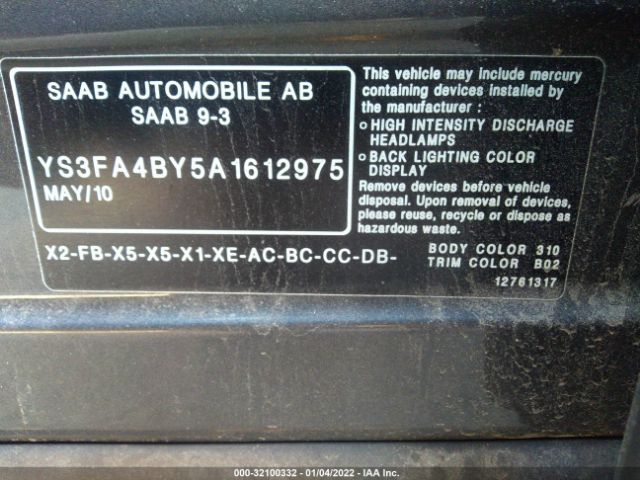 SAAB AUTOMOBILE AB
SAAB 9-3
YS3FA4BY5A1612975
MAY/10
This vehicle may include mercury
containing devices installed by
the manufacturer :
o HIGH INTENSITY DISCHARGE
HEADLAMPS
o BACK LIGHTING COLOR
DISPLAY
Remove devices before vehicle
disposal. Upon removal of devices,
please reuse, recycle or dispose as
hazardous waste.
X2-FB-X5-X5-X1-XE-AC-BC-CC-DB-
BODY COLOR 310
TRIM COLOR B02
12761317
000-32100332 - 01/04/2022 - IAA Inc.